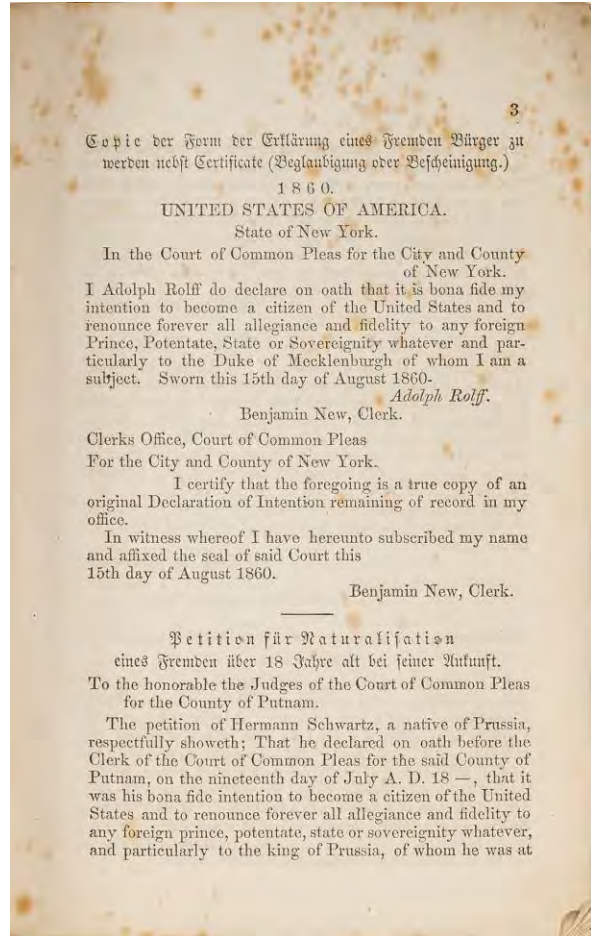 3
Copie der Form der Erklärung eines Fremden Bürger zu
werden nebst Certificate (Beglaubigung oder Bescheinigung.)
1860.
UNITED STATES OF AMERICA.
State of New York.
In the Court of Common Pleas for the City and County
of New York.
I Adolph Rolff do declare on oath that it is bona fide my
intention to become a citizen of the United States and to
renounce forever all allegiance and fidelity to any foreign
Prince, Potentate, State or Sovereignity whatever and par-
ticularly to the Duke of Mecklenburgh of whom I am a
subject. Sworn this 15th day of August 1860-
Adolph Rolff.
Benjamin New, Clerk.
Clerks Office, Court of Common Pleas
For the City and County of New York.
I certify that the foregoing is a true copy of an
original Declaration of Intention remaining of record in my
office.
In witness whereof I have hereunto subscribed my name
and affixed the seal of said Court this
15th day of August 1860.
Benjamin New, Clerk.
Petition für Naturalisation
eines Fremden über 18 Jahre alt bei seiner Ankunft.
To the honorable the Judges of the Court of Common Pleas
for the County of Putnam.
The petition of Hermann Schwartz, a native of Prussia,
respectfully showeth; That he declared on oath before the
Clerk of the Court of Common Pleas for the said County of
Putnam, on the nineteenth day of July A. D. 18 —, that it
was his bona fide intention to become a citizen of the United
States and to renounce forever all allegiance and fidelity to
any foreign prince, potentate, state or sovereignity whatever,
and particularly to the king of Prussia, of whom he was at